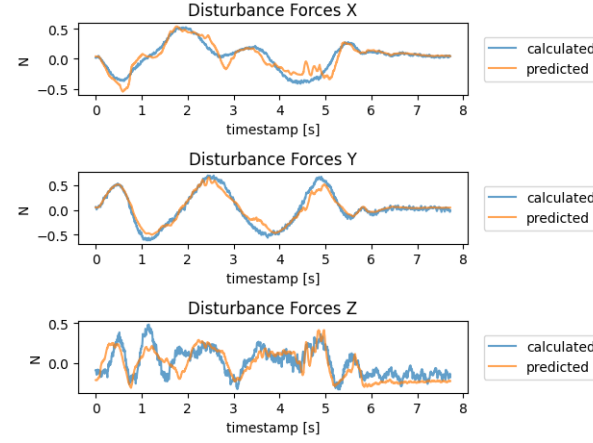 Disturbance Forces X
0.5
0.0
−0.5
N
0 1 2 3 4 5 6 7 8
timestamp [s]
calculated
predicted
Disturbance Forces Y
0.5
0.0
−0.5
N
0 1 2 3 4 5 6 7 8
timestamp [s]
calculated
predicted
Disturbance Forces Z
0.5
0.0
N
0 1 2 3 4 5 6 7 8
timestamp [s]
calculated
predicted